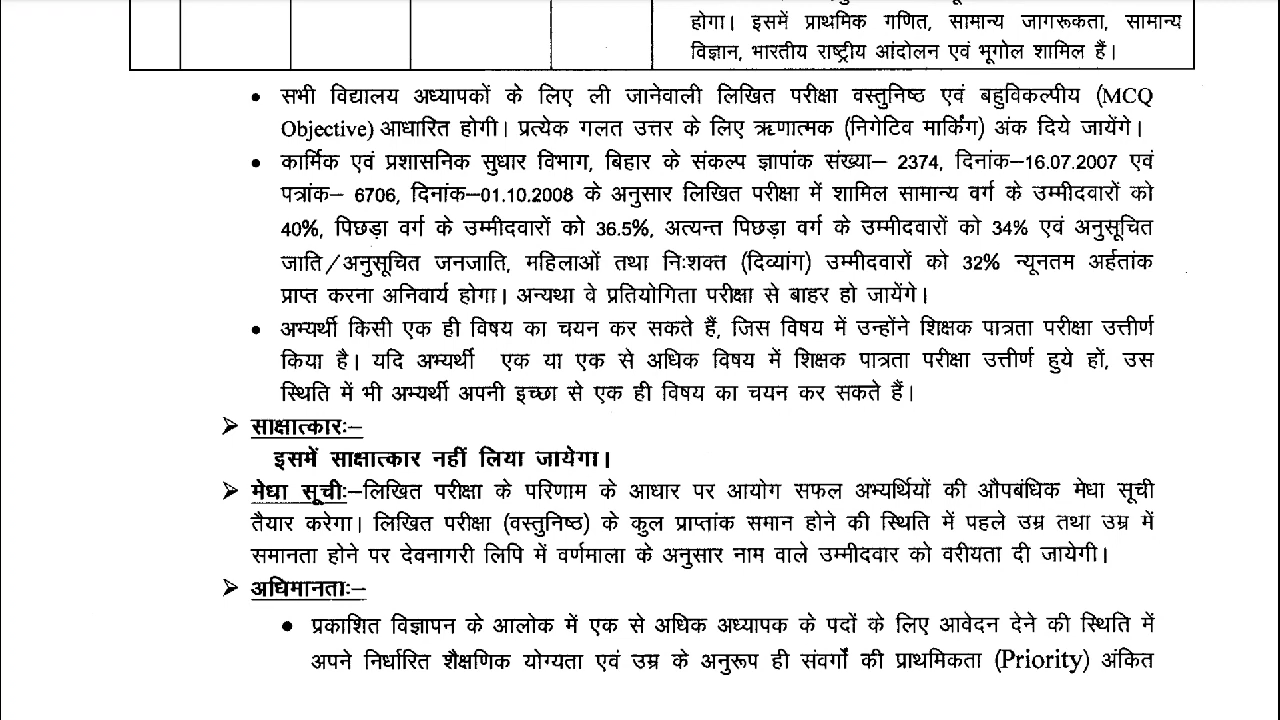 होगा। इसमें प्राथमिक गणित, सामान्य जागरूकता, सामान्य
विज्ञान, भारतीय राष्ट्रीय आंदोलन एवं भूगोल शामिल हैं।
• सभी विद्यालय अध्यापकों के लिए ली जानेवाली लिखित परीक्षा वस्तुनिष्ठ एवं बहुविकल्पीय (MCQ
Objective) आधारित होगी। प्रत्येक गलत उत्तर के लिए ऋणात्मक (निगेटिव मार्किंग) अंक दिये जायेंगे।
• कार्मिक एवं प्रशासनिक सुधार विभाग, बिहार के संकल्प ज्ञापांक संख्या– 2374, दिनांक–16.07.2007 एवं
पत्रांक– 6706, दिनांक–01.10.2008 के अनुसार लिखित परीक्षा में शामिल सामान्य वर्ग के उम्मीदवारों को
40%, पिछड़ा वर्ग के उम्मीदवारों को 36.5%, अत्यन्त पिछड़ा वर्ग के उम्मीदवारों को 34% एवं अनुसूचित
जाति/अनुसूचित जनजाति, महिलाओं तथा निःशक्त (दिव्यांग) उम्मीदवारों को 32% न्यूनतम अर्हतांक
प्राप्त करना अनिवार्य होगा। अन्यथा वे प्रतियोगिता परीक्षा से बाहर हो जायेंगे।
• अभ्यर्थी किसी एक ही विषय का चयन कर सकते हैं, जिस विषय में उन्होंने शिक्षक पात्रता परीक्षा उत्तीर्ण
किया है। यदि अभ्यर्थी एक या एक से अधिक विषय में शिक्षक पात्रता परीक्षा उत्तीर्ण हुये हों, उस
स्थिति में भी अभ्यर्थी अपनी इच्छा से एक ही विषय का चयन कर सकते हैं।
➢ साक्षात्कारः–
इसमें साक्षात्कार नहीं लिया जायेगा।
➢ मेधा सूचीः–लिखित परीक्षा के परिणाम के आधार पर आयोग सफल अभ्यर्थियों की औपबंधिक मेधा सूची
तैयार करेगा। लिखित परीक्षा (वस्तुनिष्ठ) के कुल प्राप्तांक समान होने की स्थिति में पहले उम्र तथा उम्र में
समानता होने पर देवनागरी लिपि में वर्णमाला के अनुसार नाम वाले उम्मीदवार को वरीयता दी जायेगी।
➢ अधिमानताः–
• प्रकाशित विज्ञापन के आलोक में एक से अधिक अध्यापक के पदों के लिए आवेदन देने की स्थिति में
अपने निर्धारित शैक्षणिक योग्यता एवं उम्र के अनुरूप ही संवर्गों की प्राथमिकता (Priority) अंकित